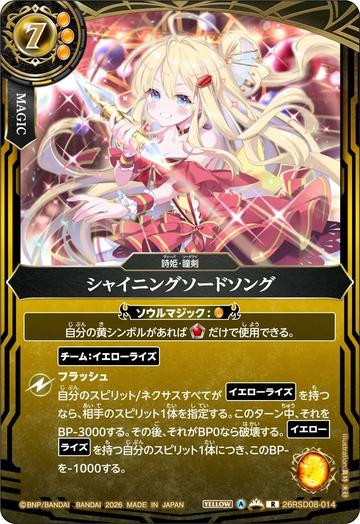 7
MAGIC
詩姫・瞳剣
シャイニングソードソング
ソウルマジック:
自分の黄シンボルがあればだけで使用できる。
チーム:イエローライズ
フラッシュ
自分のスピリット/ネクサスすべてが イエローライズ を持つ
なら、相手のスピリット1体を指定する。このターン中、それを
BP-3000する。その後、それがBP0なら破壊する。イエロー
ライズ を持つ自分のスピリット1体につき、このBP-
を-1000する。
©BNP/BANDAI BANDAI 2026 MADE IN JAPAN YELLOW A R 26RSD08-014